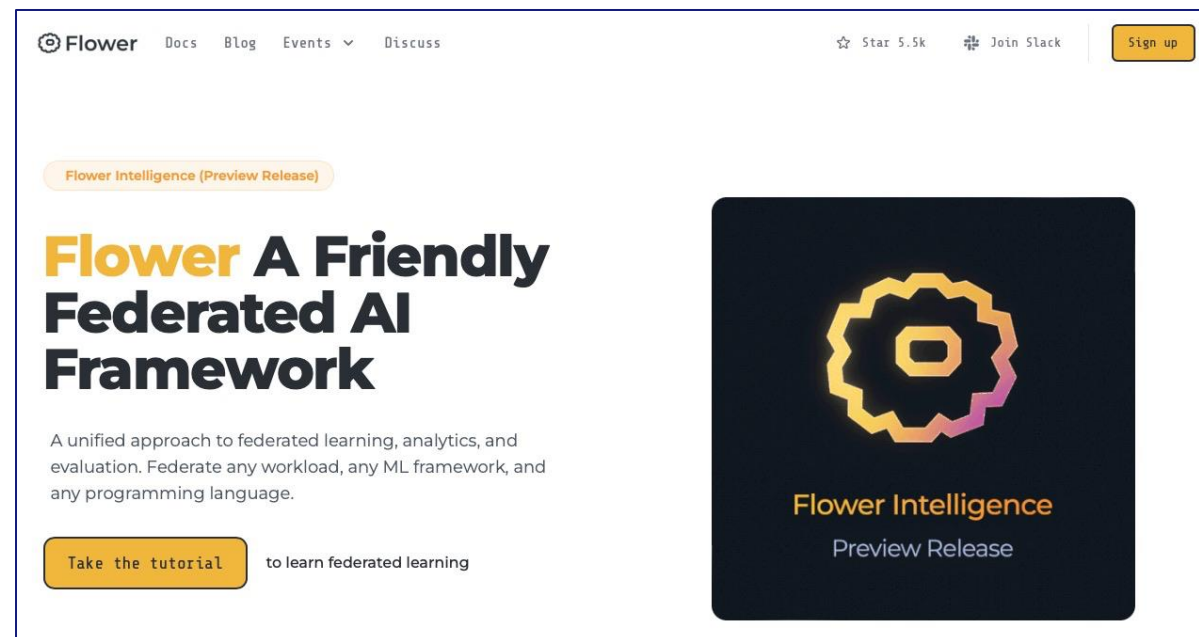 Flower Docs Blog Events Discuss Star 5.5k Join Slack Sign up
Flower Intelligence (Preview Release)
Flower A Friendly
Federated AI
Framework
A unified approach to federated learning, analytics, and
evaluation. Federate any workload, any ML framework, and
any programming language.
Take the tutorial to learn federated learning
Flower Intelligence
Preview Release